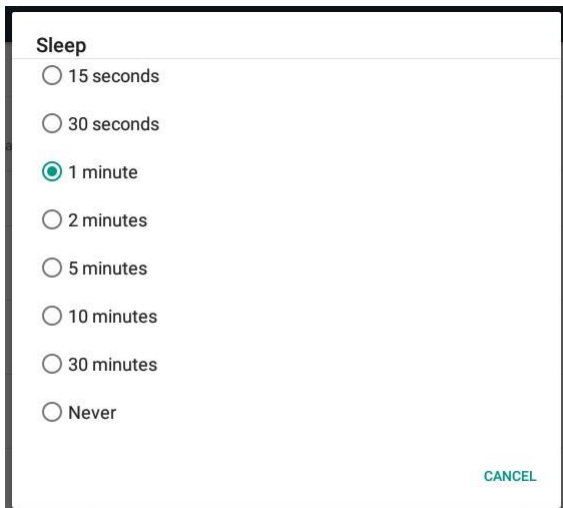 Sleep
15 seconds
30 seconds
1 minute
2 minutes
5 minutes
10 minutes
30 minutes
Never
CANCEL